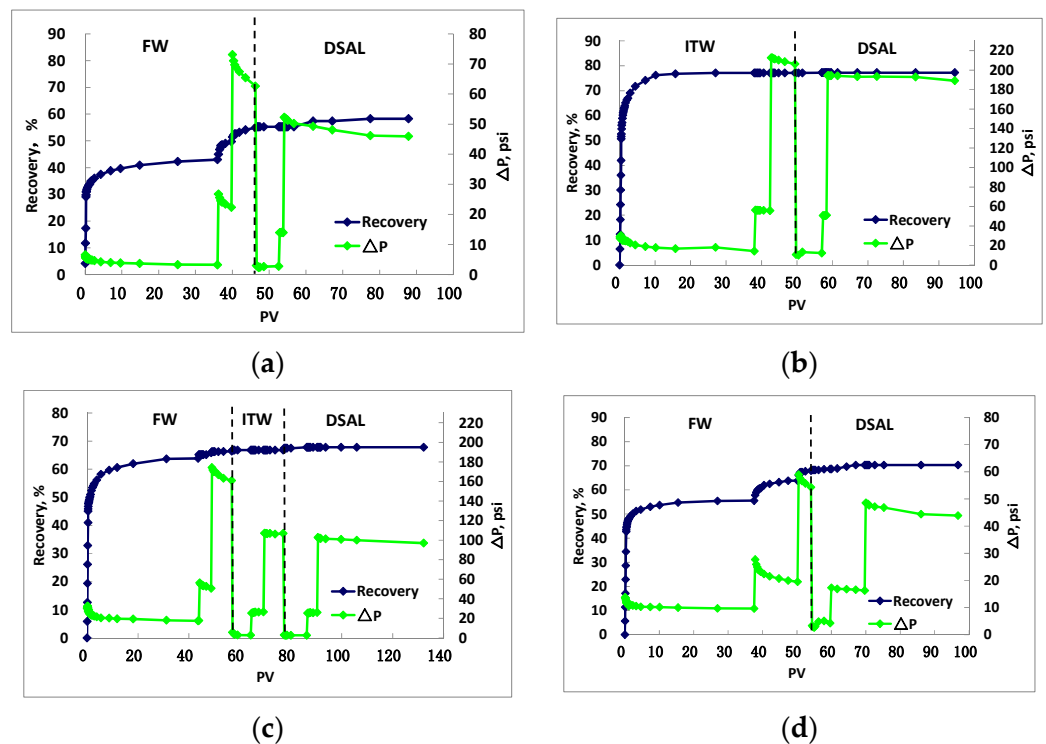 FW DSAL
Recovery, %
90
80
70
60
50
40
30
20
10
0
80
70
60
50
40
30
20
10
0
△P, psi
Recovery
△P
0 10 20 30 40 50 60 70 80 90 100
PV
(a)
ITW DSAL
Recovery, %
90
80
70
60
50
40
30
20
10
0
220
200
180
160
140
120
100
80
60
40
20
0
△P, psi
Recovery
△P
0 10 20 30 40 50 60 70 80 90 100
PV
(b)
FW ITW DSAL
Recovery, %
80
70
60
50
40
30
20
10
0
220
200
180
160
140
120
100
80
60
40
20
0
△P, psi
Recovery
△P
0 20 40 60 80 100 120 140
PV
(c)
FW DSAL
Recovery, %
90
80
70
60
50
40
30
20
10
0
80
70
60
50
40
30
20
10
0
△P, psi
Recovery
△P
0 10 20 30 40 50 60 70 80 90 100
PV
(d)